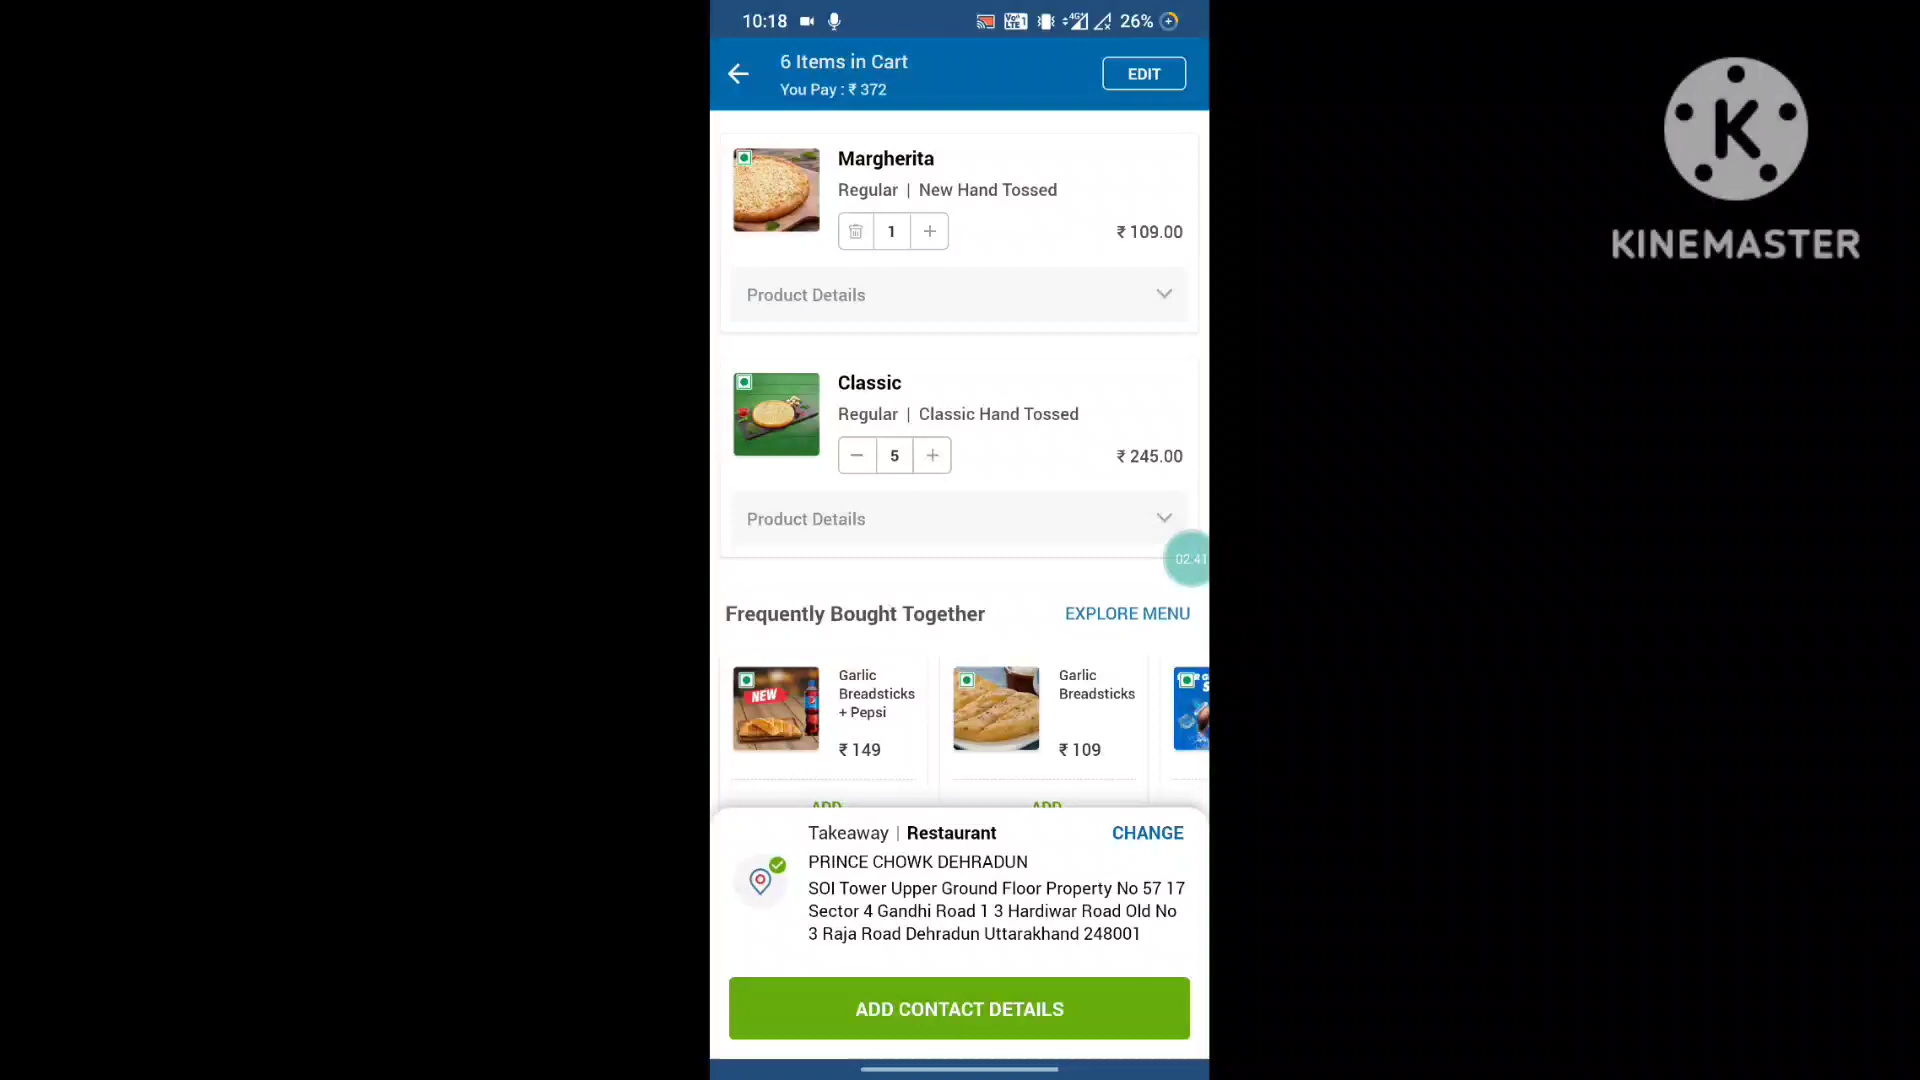 10:18
Vo LTE 1 4G 26%
6 Items in Cart
You Pay : ₹ 372
EDIT
K
KINEMASTER
Margherita
Regular | New Hand Tossed
1 +
₹ 109.00
Product Details
Classic
Regular | Classic Hand Tossed
− 5 +
₹ 245.00
Product Details
02:41
Frequently Bought Together
EXPLORE MENU
NEW
Garlic
Breadsticks
+ Pepsi
₹ 149
ADD
Garlic
Breadsticks
₹ 109
ADD
Takeaway | Restaurant
CHANGE
PRINCE CHOWK DEHRADUN
SOI Tower Upper Ground Floor Property No 57 17
Sector 4 Gandhi Road 1 3 Hardiwar Road Old No
3 Raja Road Dehradun Uttarakhand 248001
ADD CONTACT DETAILS